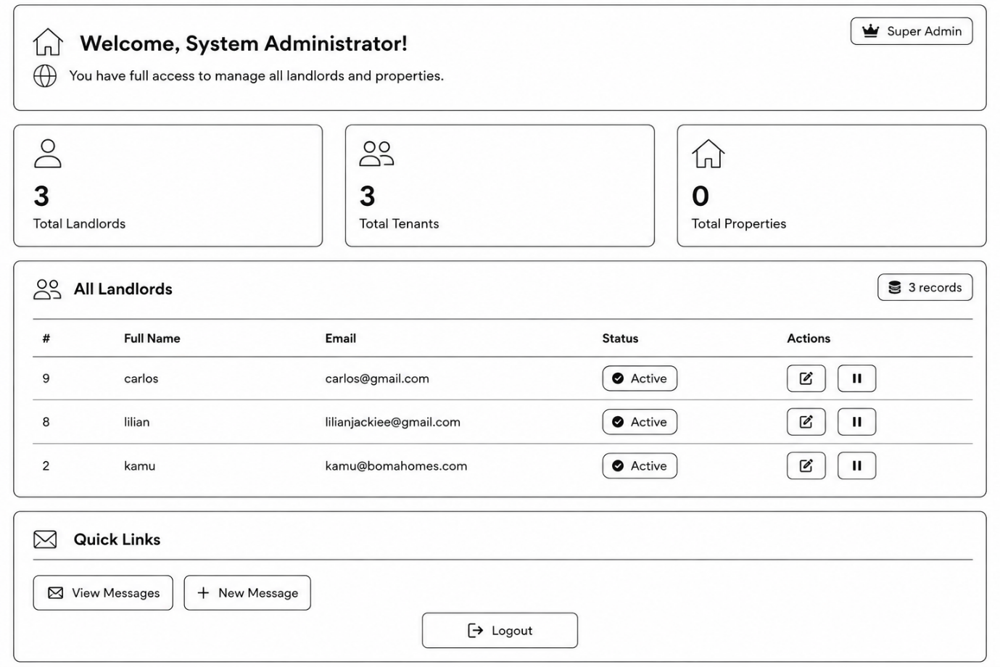 Welcome, System Administrator!
Super Admin
You have full access to manage all landlords and properties.
3
Total Landlords
3
Total Tenants
0
Total Properties
All Landlords
3 records
# Full Name Email Status Actions
9 carlos carlos@gmail.com Active
8 lilian lilianjackiee@gmail.com Active
2 kamu kamu@bomahomes.com Active
Quick Links
View Messages
New Message
Logout